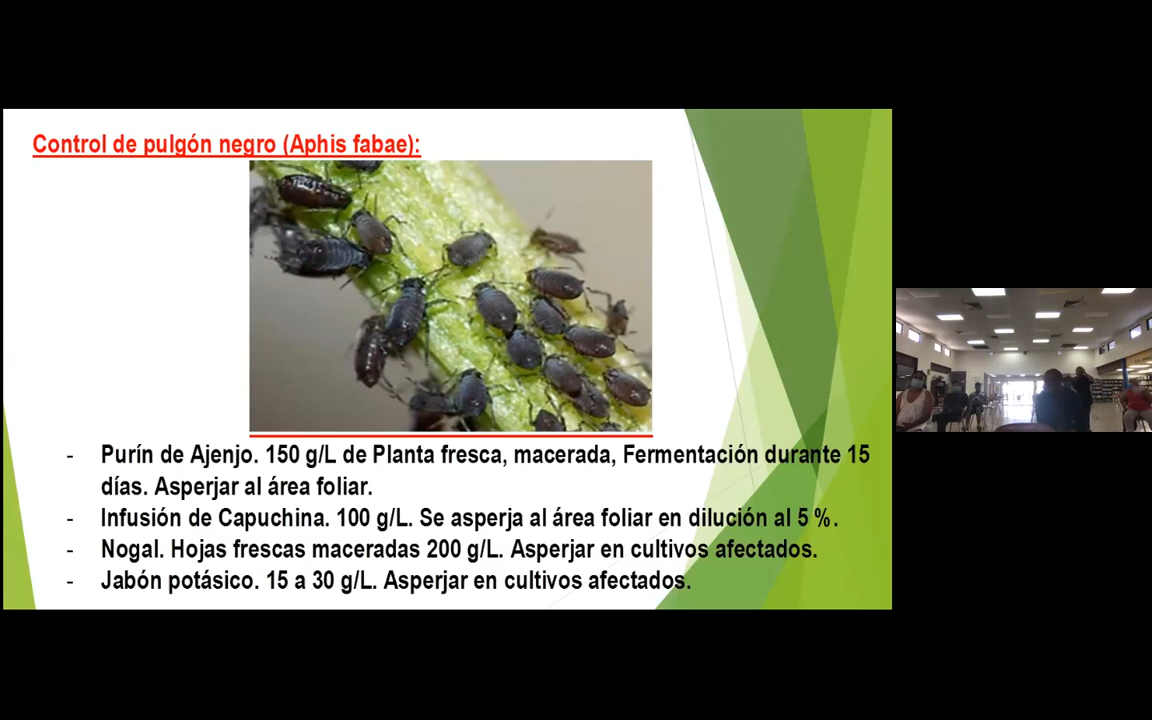 Control de pulgón negro (Aphis fabae):
- Purín de Ajenjo. 150 g/L de Planta fresca, macerada, Fermentación durante 15
días. Asperjar al área foliar.
- Infusión de Capuchina. 100 g/L. Se asperja al área foliar en dilución al 5 %.
- Nogal. Hojas frescas maceradas 200 g/L. Asperjar en cultivos afectados.
- Jabón potásico. 15 a 30 g/L. Asperjar en cultivos afectados.